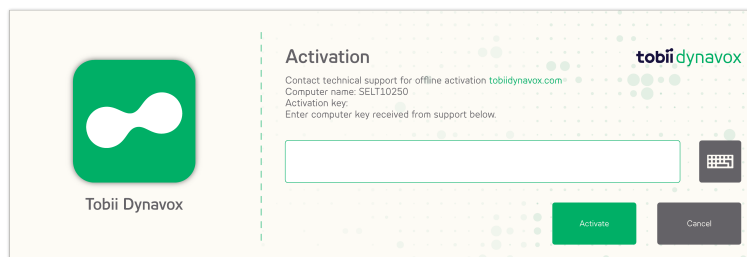 Activation
tobii dynavox
Contact technical support for offline activation tobiidynavox.com
Computer name: SELT10250
Activation key:
Enter computer key received from support below.
Tobii Dynavox
Activate
Cancel